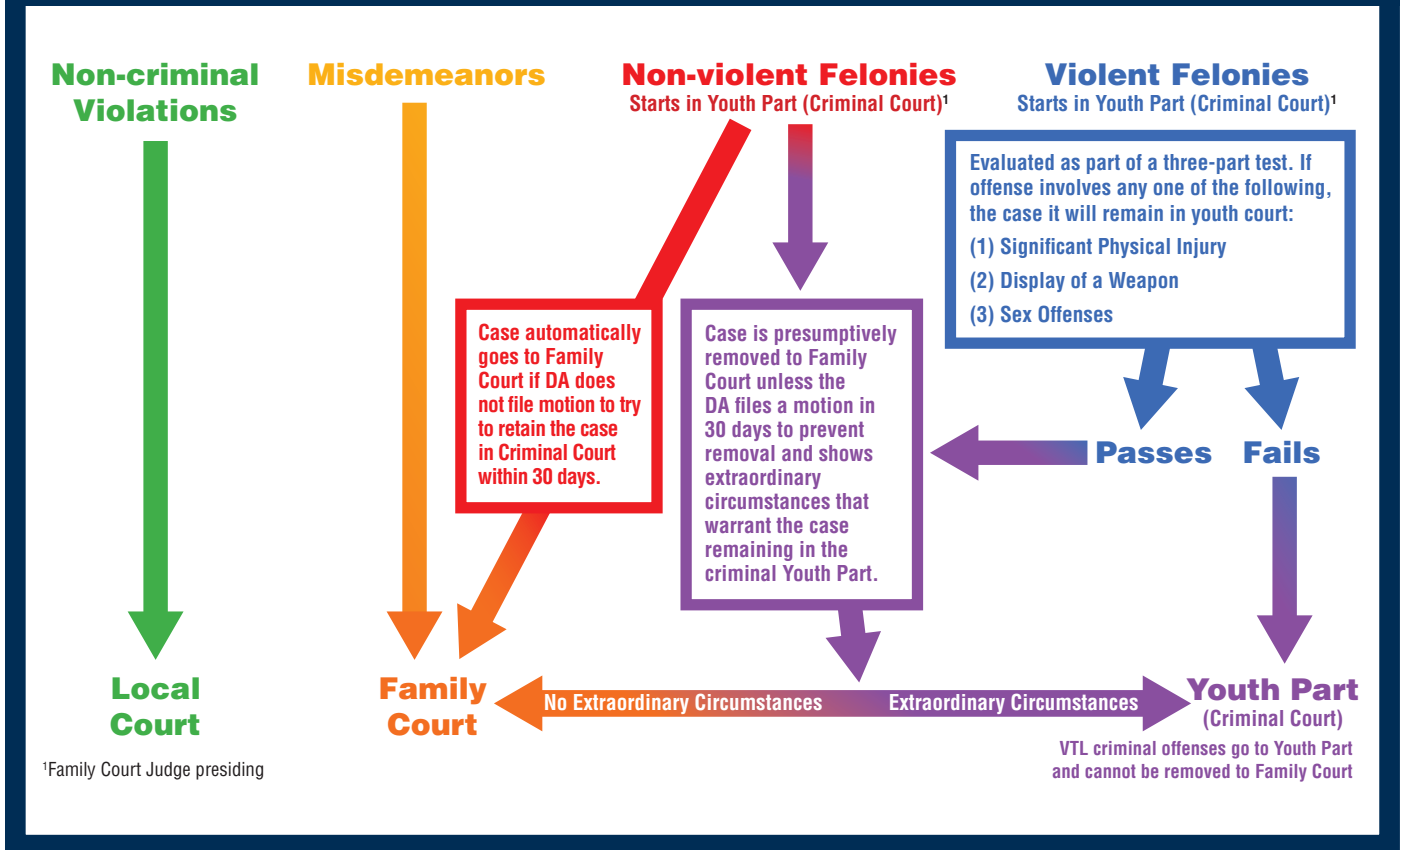 Non-criminal
Violations
Misdemeanors
Non-violent Felonies
Starts in Youth Part (Criminal Court)¹
Violent Felonies
Starts in Youth Part (Criminal Court)¹
Evaluated as part of a three-part test. If
offense involves any one of the following,
the case it will remain in youth court:
(1) Significant Physical Injury
(2) Display of a Weapon
(3) Sex Offenses
Case automatically
goes to Family
Court if DA does
not file motion to try
to retain the case
in Criminal Court
within 30 days.
Case is presumptively
removed to Family
Court unless the
DA files a motion in
30 days to prevent
removal and shows
extraordinary
circumstances that
warrant the case
remaining in the
criminal Youth Part.
Passes
Fails
Local
Court
Family
Court
No Extraordinary Circumstances
Extraordinary Circumstances
Youth Part
(Criminal Court)
VTL criminal offenses go to Youth Part
and cannot be removed to Family Court
¹Family Court Judge presiding